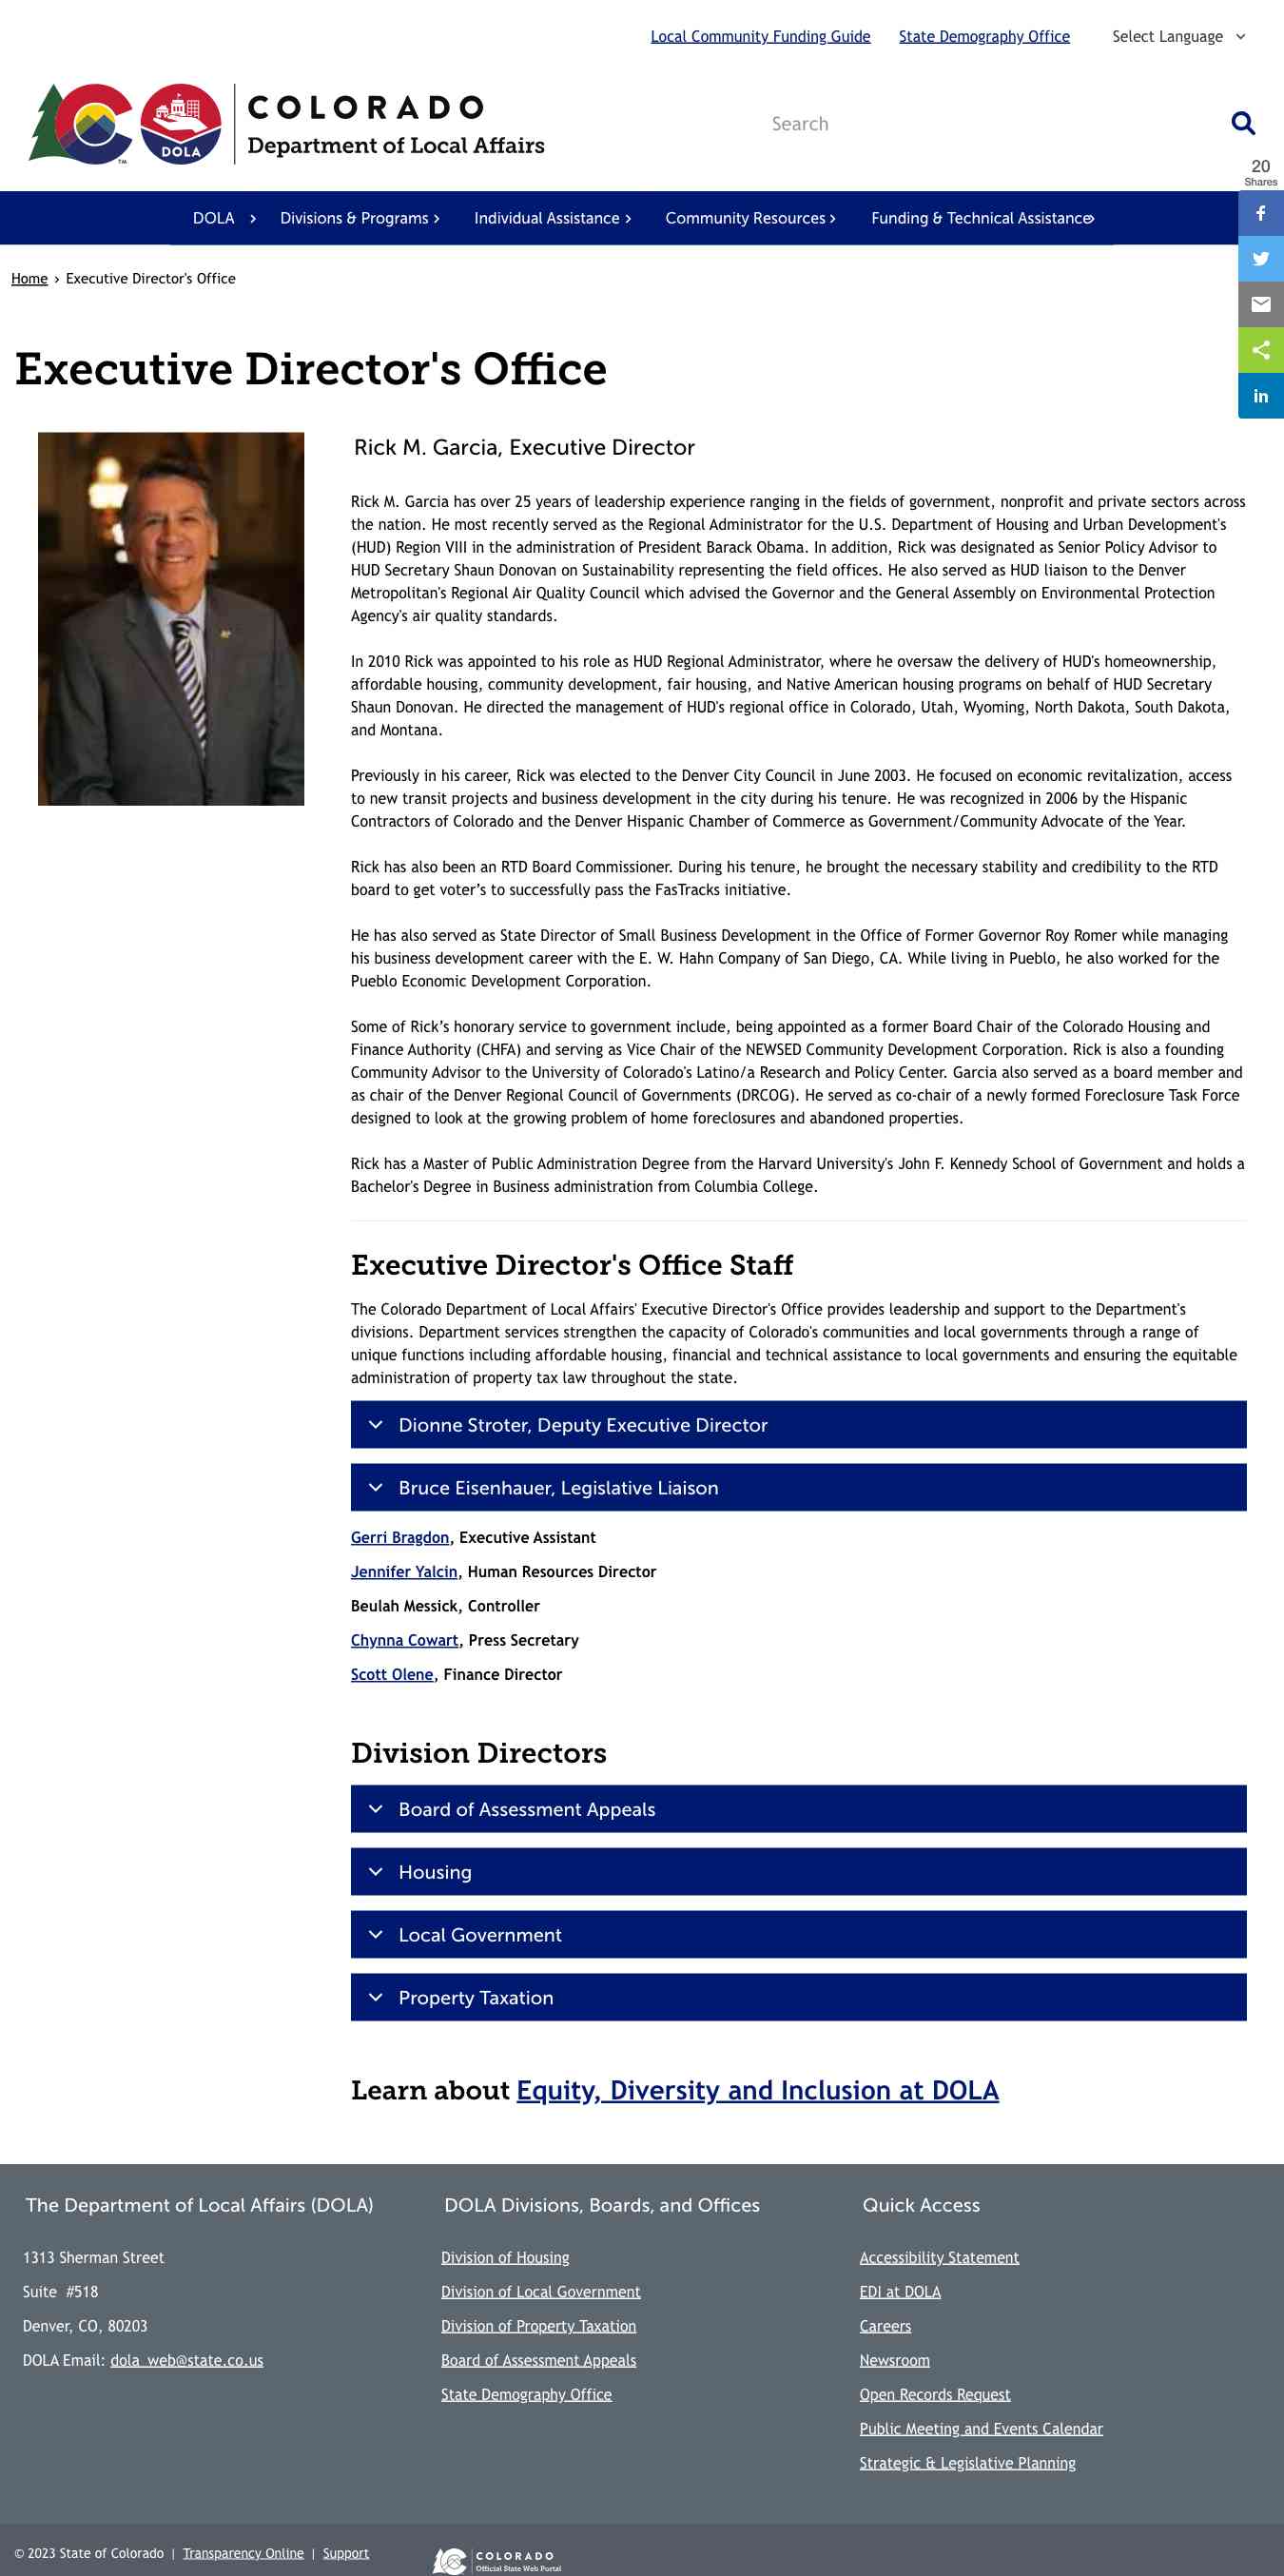 Local Community Funding Guide State Demography Office Select Language
COLORADO
Department of Local Affairs
DOLA
TM
Search
20
Shares
DOLA Divisions & Programs Individual Assistance Community Resources Funding & Technical Assistance
Home › Executive Director's Office
Executive Director's Office
Rick M. Garcia, Executive Director
Rick M. Garcia has over 25 years of leadership experience ranging in the fields of government, nonprofit and private sectors across
the nation. He most recently served as the Regional Administrator for the U.S. Department of Housing and Urban Development's
(HUD) Region VIII in the administration of President Barack Obama. In addition, Rick was designated as Senior Policy Advisor to
HUD Secretary Shaun Donovan on Sustainability representing the field offices. He also served as HUD liaison to the Denver
Metropolitan's Regional Air Quality Council which advised the Governor and the General Assembly on Environmental Protection
Agency's air quality standards.
In 2010 Rick was appointed to his role as HUD Regional Administrator, where he oversaw the delivery of HUD's homeownership,
affordable housing, community development, fair housing, and Native American housing programs on behalf of HUD Secretary
Shaun Donovan. He directed the management of HUD's regional office in Colorado, Utah, Wyoming, North Dakota, South Dakota,
and Montana.
Previously in his career, Rick was elected to the Denver City Council in June 2003. He focused on economic revitalization, access
to new transit projects and business development in the city during his tenure. He was recognized in 2006 by the Hispanic
Contractors of Colorado and the Denver Hispanic Chamber of Commerce as Government/Community Advocate of the Year.
Rick has also been an RTD Board Commissioner. During his tenure, he brought the necessary stability and credibility to the RTD
board to get voter’s to successfully pass the FasTracks initiative.
He has also served as State Director of Small Business Development in the Office of Former Governor Roy Romer while managing
his business development career with the E. W. Hahn Company of San Diego, CA. While living in Pueblo, he also worked for the
Pueblo Economic Development Corporation.
Some of Rick’s honorary service to government include, being appointed as a former Board Chair of the Colorado Housing and
Finance Authority (CHFA) and serving as Vice Chair of the NEWSED Community Development Corporation. Rick is also a founding
Community Advisor to the University of Colorado's Latino/a Research and Policy Center. Garcia also served as a board member and
as chair of the Denver Regional Council of Governments (DRCOG). He served as co-chair of a newly formed Foreclosure Task Force
designed to look at the growing problem of home foreclosures and abandoned properties.
Rick has a Master of Public Administration Degree from the Harvard University's John F. Kennedy School of Government and holds a
Bachelor's Degree in Business administration from Columbia College.
Executive Director's Office Staff
The Colorado Department of Local Affairs' Executive Director's Office provides leadership and support to the Department's
divisions. Department services strengthen the capacity of Colorado's communities and local governments through a range of
unique functions including affordable housing, financial and technical assistance to local governments and ensuring the equitable
administration of property tax law throughout the state.
Dionne Stroter, Deputy Executive Director
Bruce Eisenhauer, Legislative Liaison
Gerri Bragdon, Executive Assistant
Jennifer Yalcin, Human Resources Director
Beulah Messick, Controller
Chynna Cowart, Press Secretary
Scott Olene, Finance Director
Division Directors
Board of Assessment Appeals
Housing
Local Government
Property Taxation
Learn about Equity, Diversity and Inclusion at DOLA
The Department of Local Affairs (DOLA)
1313 Sherman Street
Suite #518
Denver, CO, 80203
DOLA Email: dola_web@state.co.us
DOLA Divisions, Boards, and Offices
Division of Housing
Division of Local Government
Division of Property Taxation
Board of Assessment Appeals
State Demography Office
Quick Access
Accessibility Statement
EDI at DOLA
Careers
Newsroom
Open Records Request
Public Meeting and Events Calendar
Strategic & Legislative Planning
© 2023 State of Colorado | Transparency Online | Support
COLORADO
Official State Web Portal